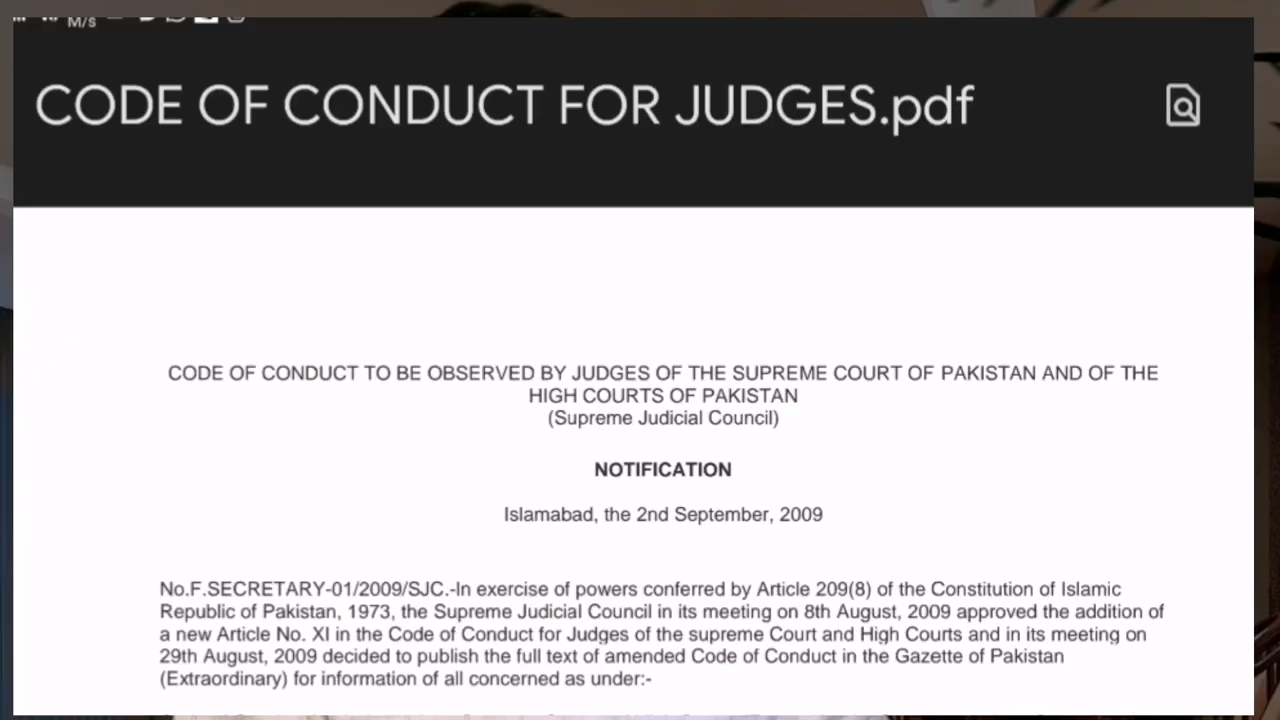 M/s
CODE OF CONDUCT FOR JUDGES.pdf
CODE OF CONDUCT TO BE OBSERVED BY JUDGES OF THE SUPREME COURT OF PAKISTAN AND OF THE
HIGH COURTS OF PAKISTAN
(Supreme Judicial Council)
NOTIFICATION
Islamabad, the 2nd September, 2009
No.F.SECRETARY-01/2009/SJC.-In exercise of powers conferred by Article 209(8) of the Constitution of Islamic
Republic of Pakistan, 1973, the Supreme Judicial Council in its meeting on 8th August, 2009 approved the addition of
a new Article No. XI in the Code of Conduct for Judges of the supreme Court and High Courts and in its meeting on
29th August, 2009 decided to publish the full text of amended Code of Conduct in the Gazette of Pakistan
(Extraordinary) for information of all concerned as under:-